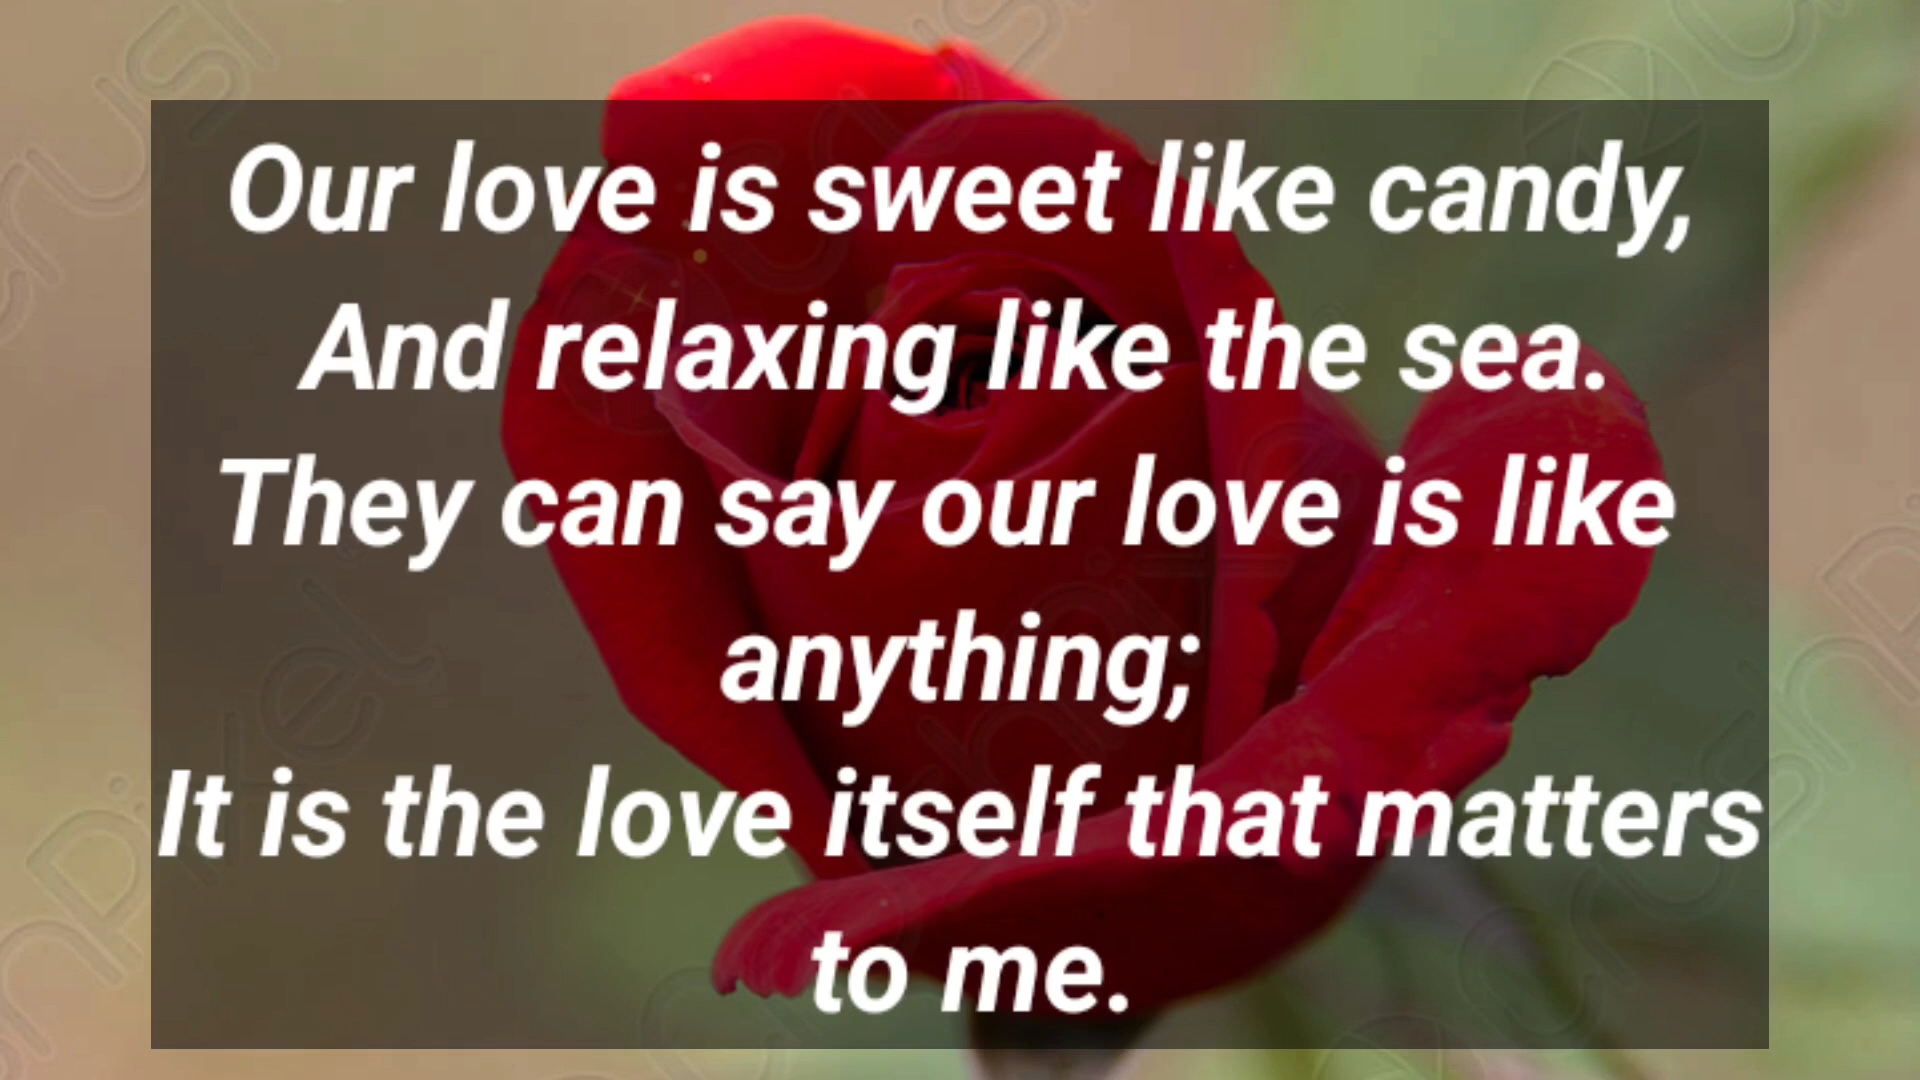 Our love is sweet like candy,
And relaxing like the sea.
They can say our love is like
anything;
It is the love itself that matters
to me.